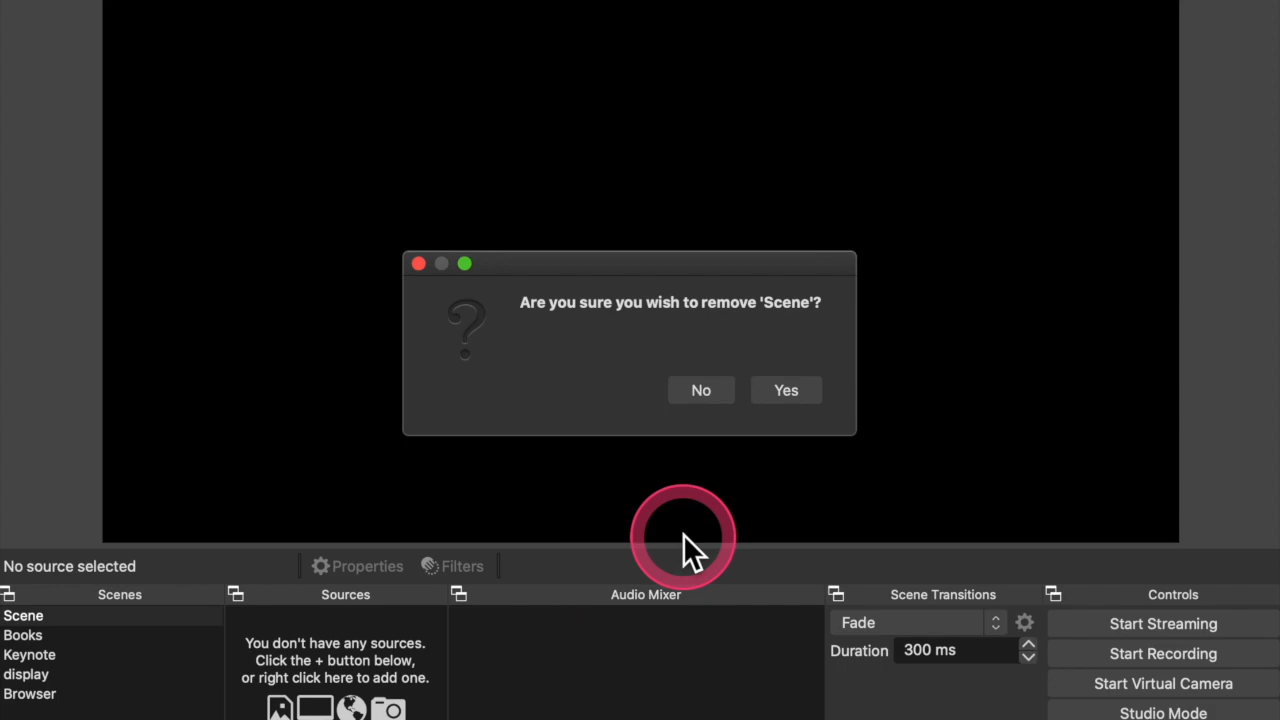 Are you sure you wish to remove 'Scene'?
No
Yes
No source selected
Properties
Filters
Scenes
Scene
Books
Keynote
display
Browser
Sources
You don't have any sources.
Click the + button below,
or right click here to add one.
Audio Mixer
Scene Transitions
Fade
Duration 300 ms
Controls
Start Streaming
Start Recording
Start Virtual Camera
Studio Mode